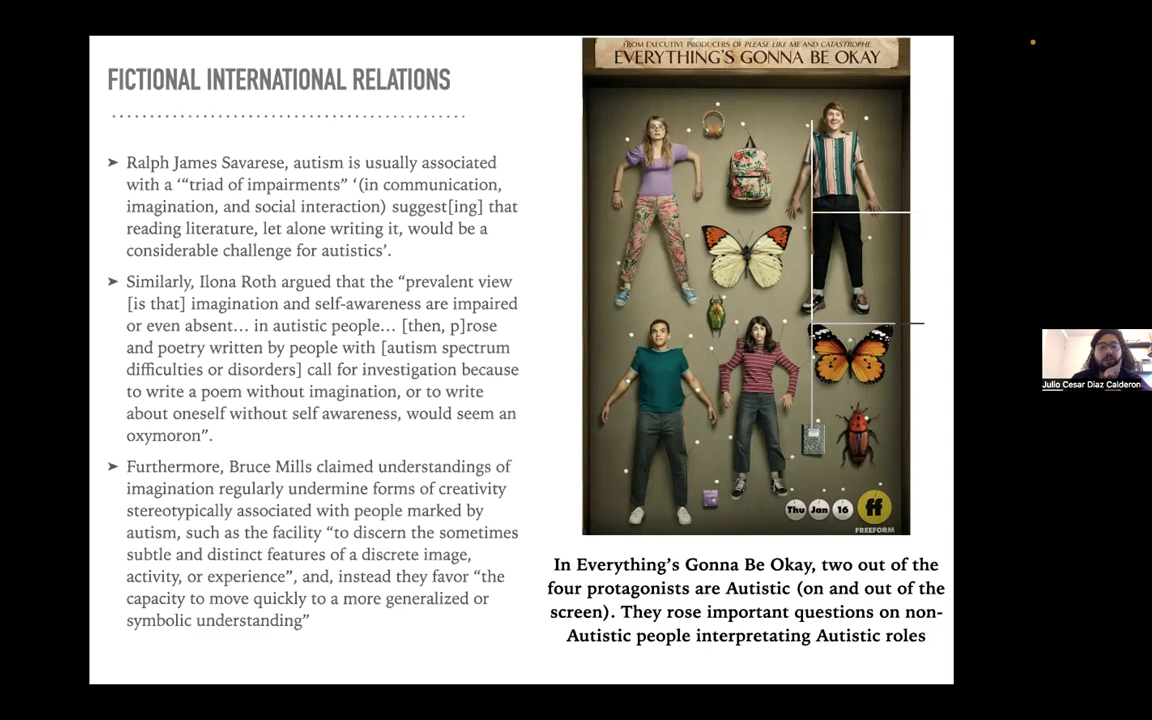 FICTIONAL INTERNATIONAL RELATIONS
➤ Ralph James Savarese, autism is usually associated
with a ‘“triad of impairments” ‘(in communication,
imagination, and social interaction) suggest[ing] that
reading literature, let alone writing it, would be a
considerable challenge for autistics’.
➤ Similarly, Ilona Roth argued that the “prevalent view
[is that] imagination and self-awareness are impaired
or even absent… in autistic people… [then, p]rose
and poetry written by people with [autism spectrum
difficulties or disorders] call for investigation because
to write a poem without imagination, or to write
about oneself without self awareness, would seem an
oxymoron”.
➤ Furthermore, Bruce Mills claimed understandings of
imagination regularly undermine forms of creativity
stereotypically associated with people marked by
autism, such as the facility “to discern the sometimes
subtle and distinct features of a discrete image,
activity, or experience”, and, instead they favor “the
capacity to move quickly to a more generalized or
symbolic understanding”
FROM EXECUTIVE PRODUCERS OF PLEASE LIKE ME AND CATASTROPHE
EVERYTHING'S GONNA BE OKAY
Thu Jan 16
ff
FREEFORM
In Everything’s Gonna Be Okay, two out of the
four protagonists are Autistic (on and out of the
screen). They rose important questions on non-
Autistic people interpretating Autistic roles
Julio Cesar Diaz Calderon